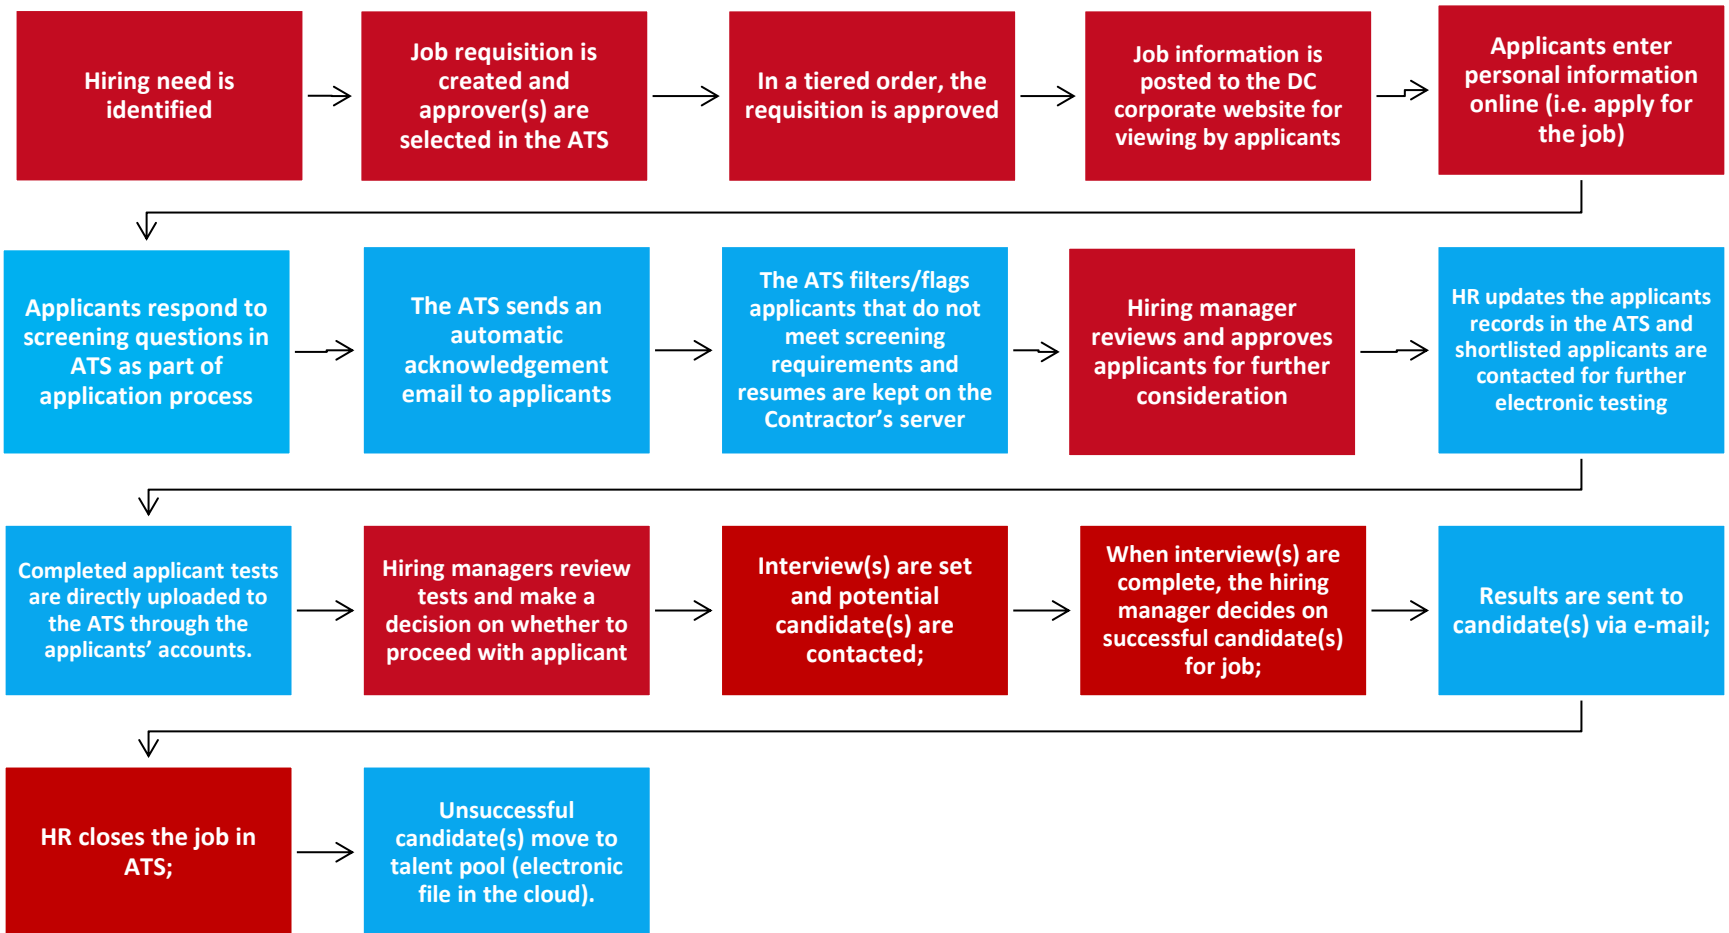 Hiring need is
identified
Job requisition is
created and
approver(s) are
selected in the ATS
In a tiered order, the
requisition is approved
Job information is
posted to the DC
corporate website for
viewing by applicants
Applicants enter
personal information
online (i.e. apply for
the job)
Applicants respond to
screening questions in
ATS as part of
application process
The ATS sends an
automatic
acknowledgement
email to applicants
The ATS filters/flags
applicants that do not
meet screening
requirements and
resumes are kept on the
Contractor’s server
Hiring manager
reviews and approves
applicants for further
consideration
HR updates the applicants
records in the ATS and
shortlisted applicants are
contacted for further
electronic testing
Completed applicant tests
are directly uploaded to
the ATS through the
applicants’ accounts.
Hiring managers review
tests and make a
decision on whether to
proceed with applicant
Interview(s) are set
and potential
candidate(s) are
contacted;
When interview(s) are
complete, the hiring
manager decides on
successful candidate(s)
for job;
Results are sent to
candidate(s) via e-mail;
HR closes the job in
ATS;
Unsuccessful
candidate(s) move to
talent pool (electronic
file in the cloud).